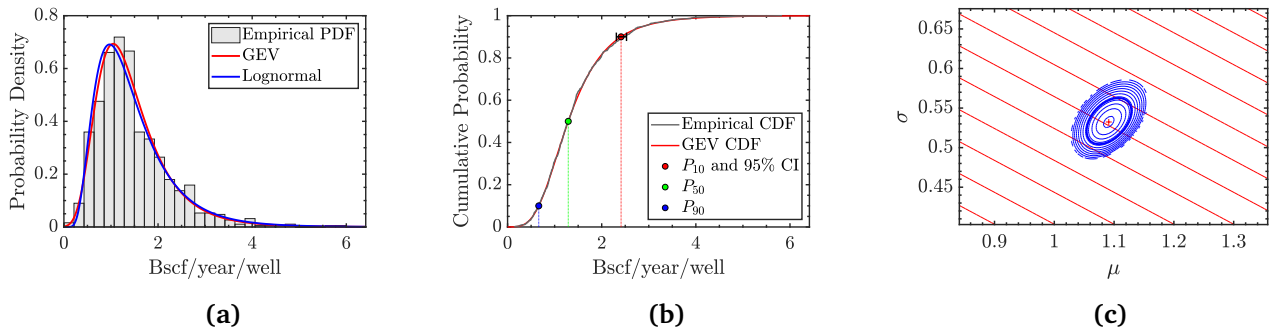 0.8
0.6
0.4
0.2
0
0
2
4
6
Probability Density
Bscf/year/well
Empirical PDF
GEV
Lognormal
(a)
1
0.8
0.6
0.4
0.2
0
0
2
4
6
Cumulative Probability
Bscf/year/well
Empirical CDF
GEV CDF
P10 and 95% CI
P50
P90
(b)
0.65
0.6
0.55
0.5
0.45
0.9
1
1.1
1.2
1.3
σ
μ
(c)